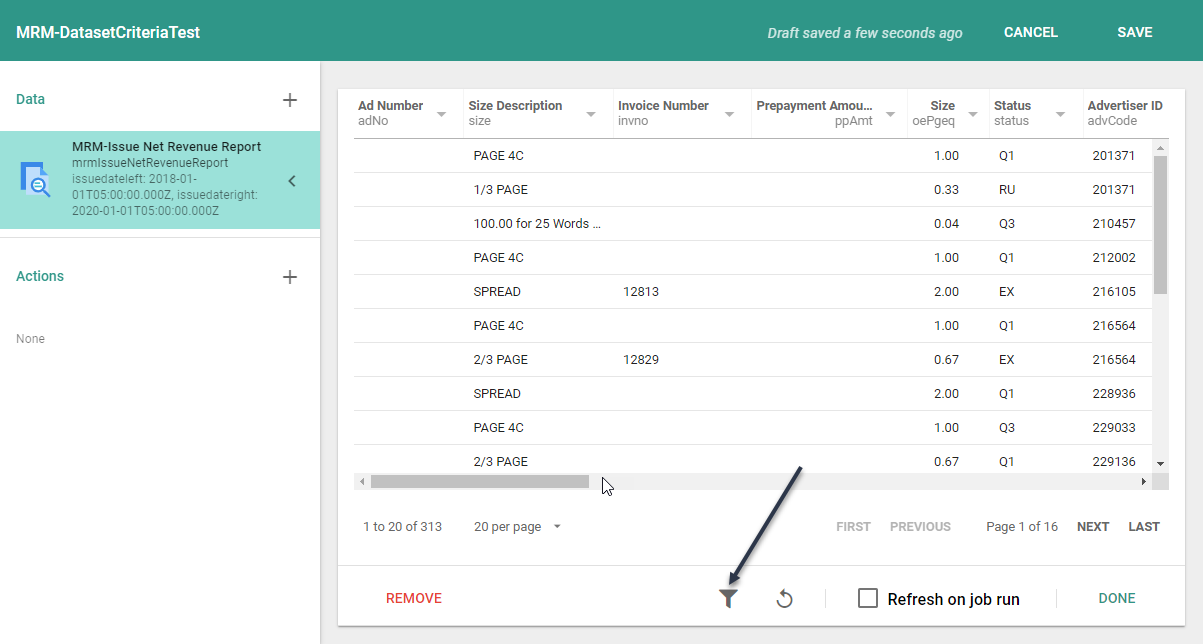 MRM-DatasetCriteriaTest
Draft saved a few seconds ago
CANCEL
SAVE
Data
MRM-Issue Net Revenue Report
mrmIssueNetRevenueReport
issuedateleft: 2018-01-
01T05:00:00.000Z, issuedateright:
2020-01-01T05:00:00.000Z
Actions
None
Ad Number Size Description Invoice Number Prepayment Amou... Size Status Advertiser ID
adNo size invno ppAmt oePgeq status advCode
PAGE 4C 1.00 Q1 201371
1/3 PAGE 0.33 RU 201371
100.00 for 25 Words ... 0.04 Q3 210457
PAGE 4C 1.00 Q1 212002
SPREAD 12813 2.00 EX 216105
PAGE 4C 1.00 Q1 216564
2/3 PAGE 12829 0.67 EX 216564
SPREAD 2.00 Q1 228936
PAGE 4C 1.00 Q3 229033
2/3 PAGE 0.67 Q1 229136
1 to 20 of 313 20 per page FIRST PREVIOUS Page 1 of 16 NEXT LAST
REMOVE Refresh on job run DONE